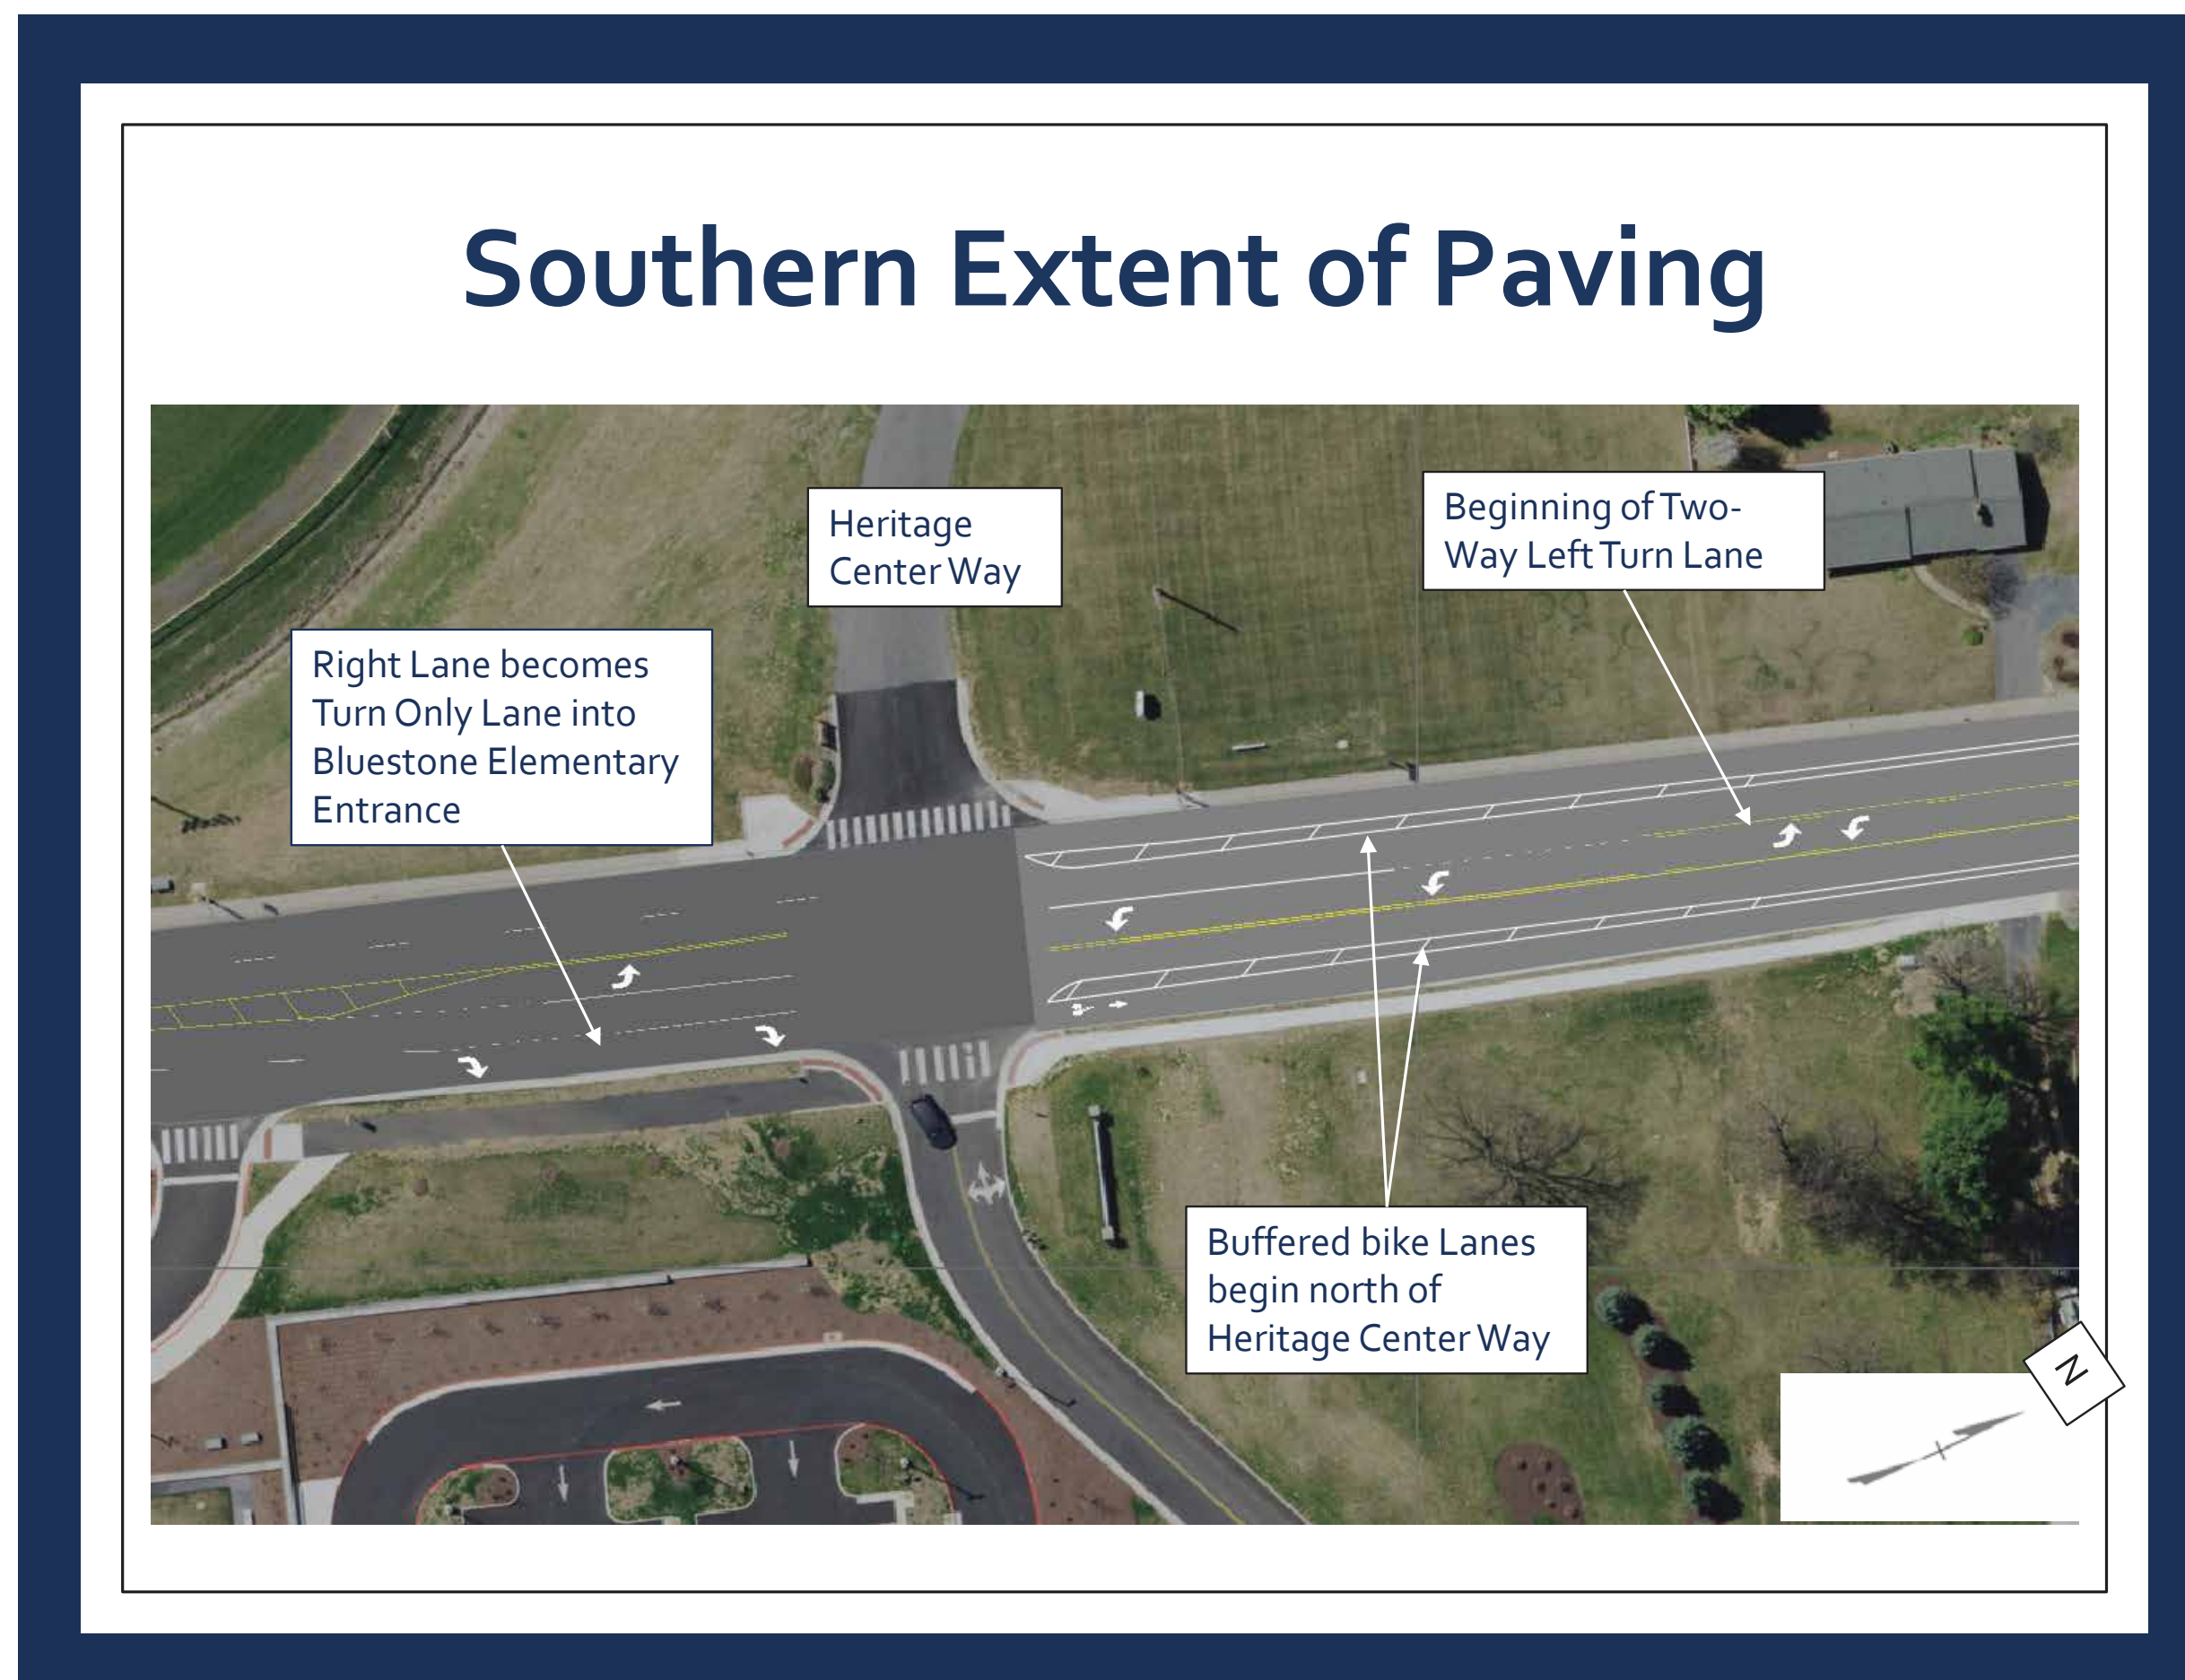 Southern Extent of Paving
Heritage
Center Way
Beginning of Two-
Way Left Turn Lane
Right Lane becomes
Turn Only Lane into
Bluestone Elementary
Entrance
Buffered bike Lanes
begin north of
Heritage Center Way
N